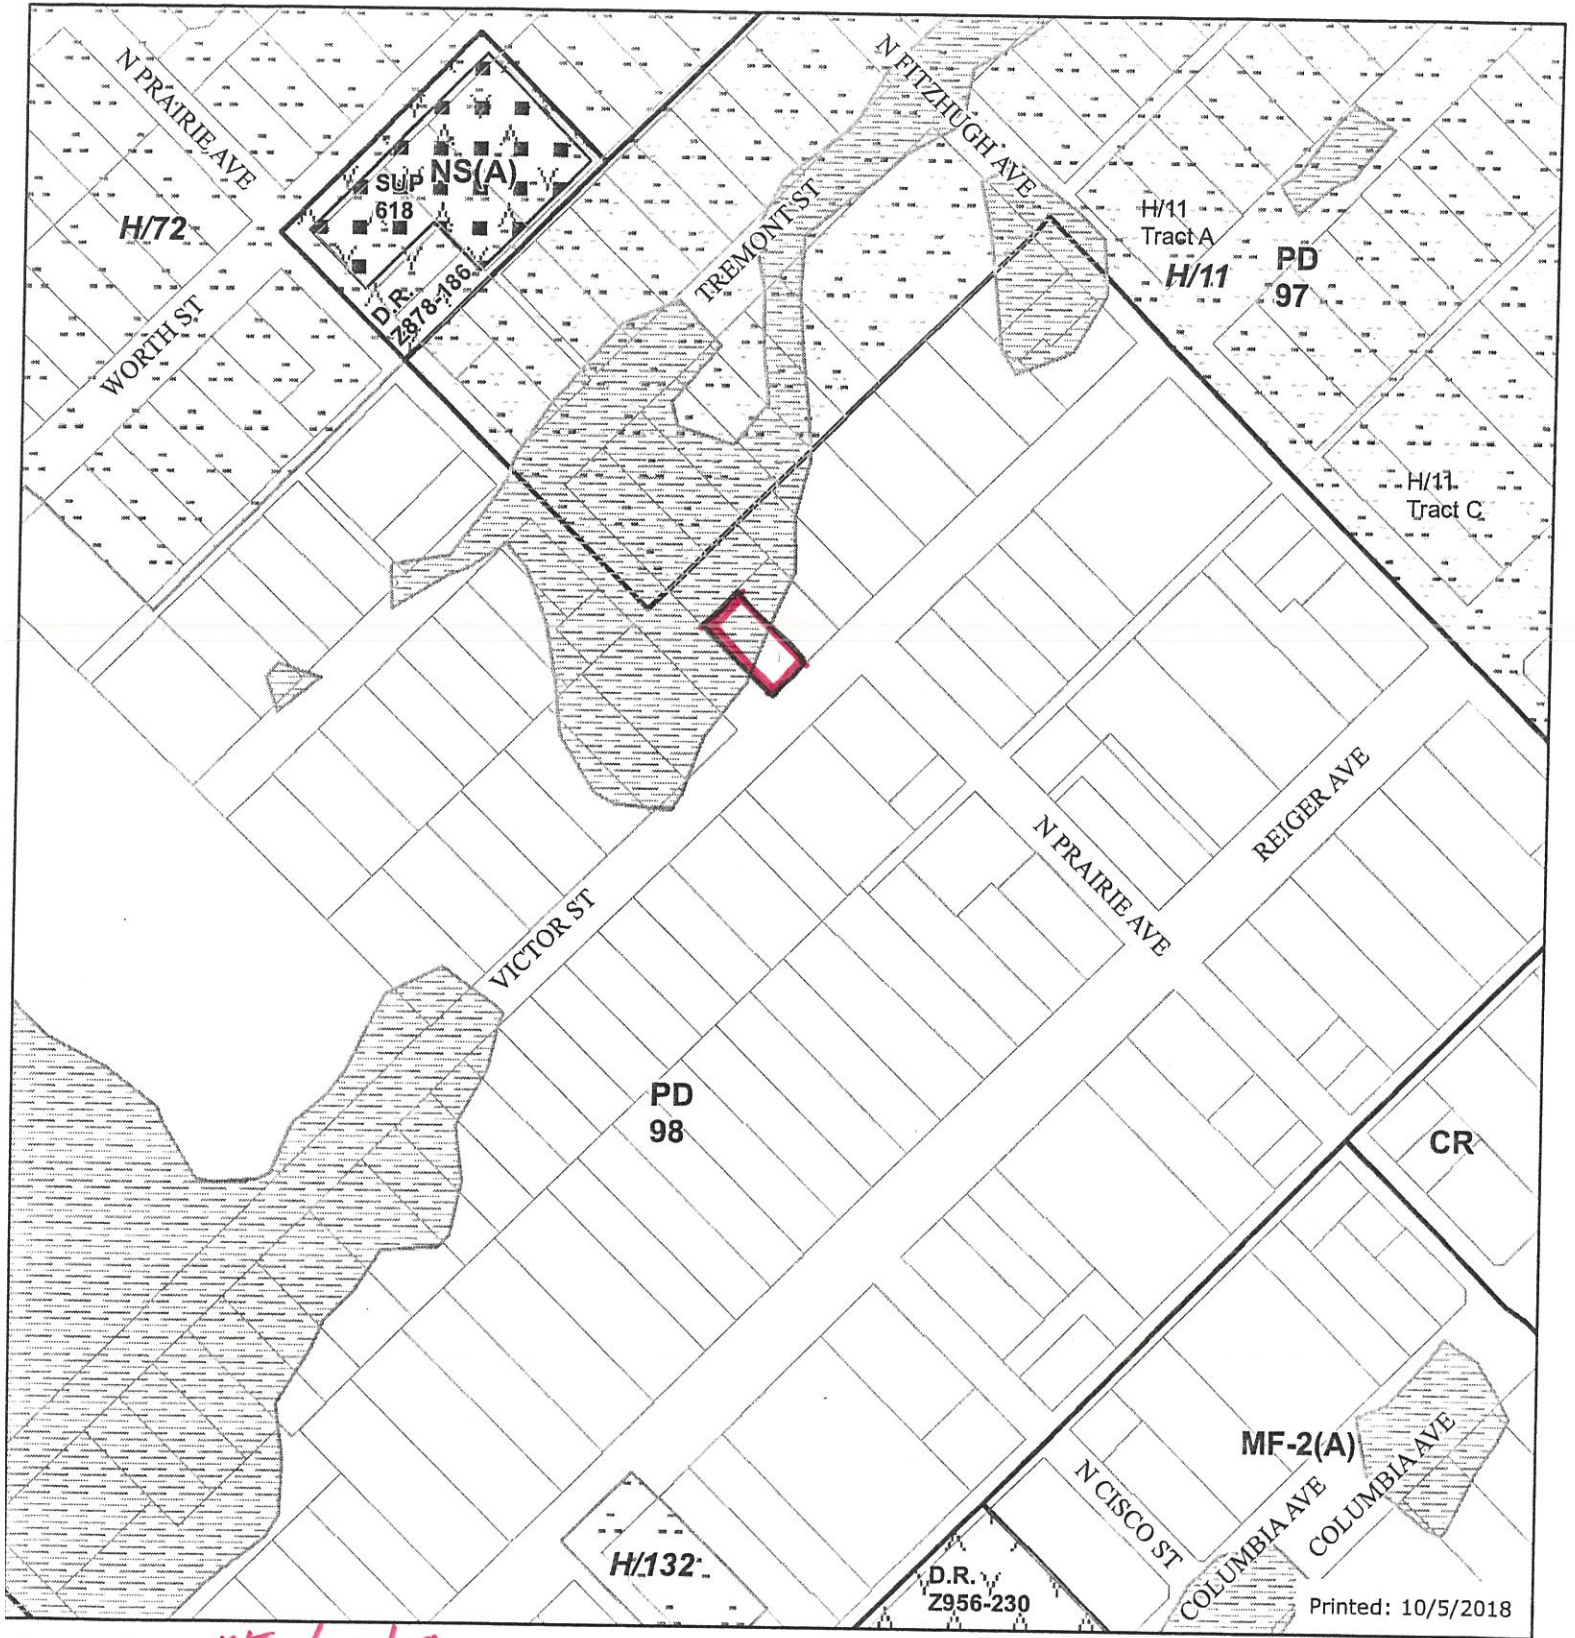 N PRAIRIE AVE
N FITZHUGH AVE
SUP
618
NS(A)
H/72
TREMONT ST
H/11
Tract A
H/11
PD
97
D.R.
Z878-186
WORTH ST
H/11
Tract C
REIGER AVE
N PRAIRIE AVE
VICTOR ST
PD
98
CR
MF-2(A)
COLUMBIA AVE
COLUMBIA AVE
N CISCO ST
H/132
D.R.
Z956-230
Printed: 10/5/2018